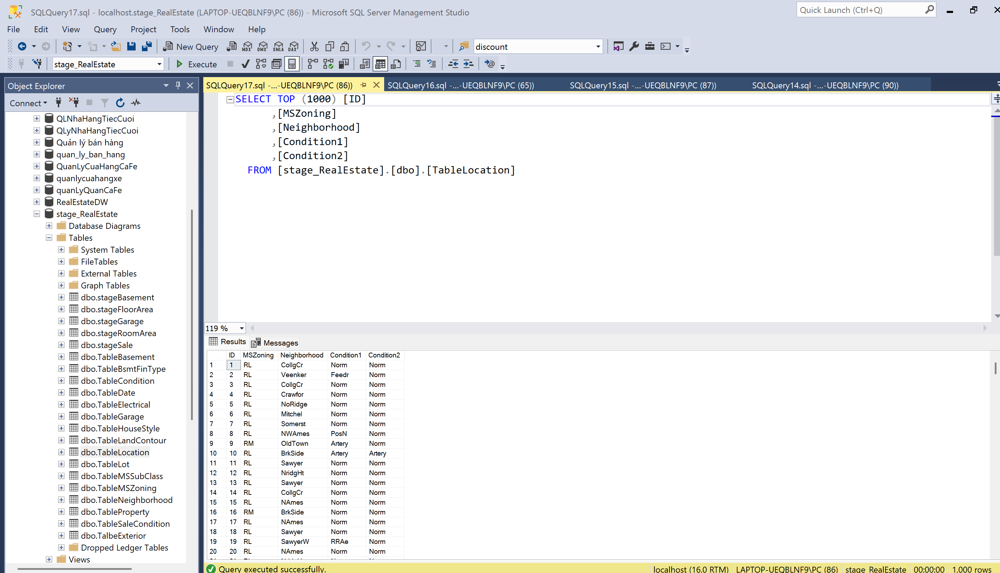 SQLQuery17.sql - localhost.stage_RealEstate (LAPTOP-UEQBLNF9\PC (86)) - Microsoft SQL Server Management Studio
Quick Launch (Ctrl+Q)
File Edit View Query Project Tools Window Help
New Query MDX DMX XMLA DAX discount
stage_RealEstate Execute
Object Explorer
Connect
QLNhaHangTiecCuoi
QLyNhaHangTiecCuoi
Quản lý bán hàng
quan_ly_ban_hang
QuanLyCuaHangCaFe
quanlycuahangxe
quanLyQuanCaFe
RealEstateDW
stage_RealEstate
Database Diagrams
Tables
System Tables
FileTables
External Tables
Graph Tables
dbo.stageBasement
dbo.stageFloorArea
dbo.stageGarage
dbo.stageRoomArea
dbo.stageSale
dbo.TableBasement
dbo.TableBsmtFinType
dbo.TableCondition
dbo.TableDate
dbo.TableElectrical
dbo.TableGarage
dbo.TableHouseStyle
dbo.TableLandContour
dbo.TableLocation
dbo.TableLot
dbo.TableMSSubClass
dbo.TableMSZoning
dbo.TableNeighborhood
dbo.TableProperty
dbo.TableSaleCondition
dbo.TalbeExterior
Dropped Ledger Tables
Views
SQLQuery17.sql -...-UEQBLNF9\PC (86)) SQLQuery16.sql -...-UEQBLNF9\PC (65)) SQLQuery15.sql -...-UEQBLNF9\PC (87)) SQLQuery14.sql -...-UEQBLNF9\PC (90))
SELECT TOP (1000) [ID]
,[MSZoning]
,[Neighborhood]
,[Condition1]
,[Condition2]
FROM [stage_RealEstate].[dbo].[TableLocation]
119 %
Results Messages
ID MSZoning Neighborhood Condition1 Condition2
1 1 RL CollgCr Norm Norm
2 2 RL Veenker Feedr Norm
3 3 RL CollgCr Norm Norm
4 4 RL Crawfor Norm Norm
5 5 RL NoRidge Norm Norm
6 6 RL Mitchel Norm Norm
7 7 RL Somerst Norm Norm
8 8 RL NWAmes PosN Norm
9 9 RM OldTown Artery Norm
10 10 RL BrkSide Artery Artery
11 11 RL Sawyer Norm Norm
12 12 RL NridgHt Norm Norm
13 13 RL Sawyer Norm Norm
14 14 RL CollgCr Norm Norm
15 15 RL NAmes Norm Norm
16 16 RM BrkSide Norm Norm
17 17 RL NAmes Norm Norm
18 18 RL Sawyer Norm Norm
19 19 RL SawyerW RRAe Norm
20 20 RL NAmes Norm Norm
Query executed successfully. localhost (16.0 RTM) LAPTOP-UEQBLNF9\PC (86) stage_RealEstate 00:00:00 1,000 rows